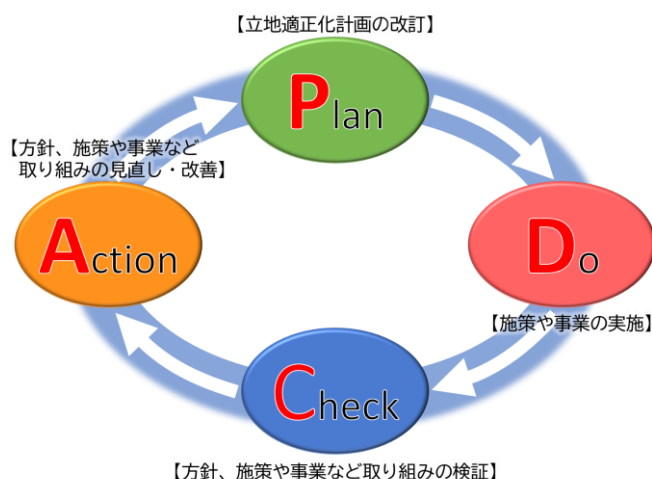 【立地適正化計画の改訂】
Plan
【方針、施策や事業など
取り組みの見直し・改善】
Action
Do
【施策や事業の実施】
Check
【方針、施策や事業など取り組みの検証】